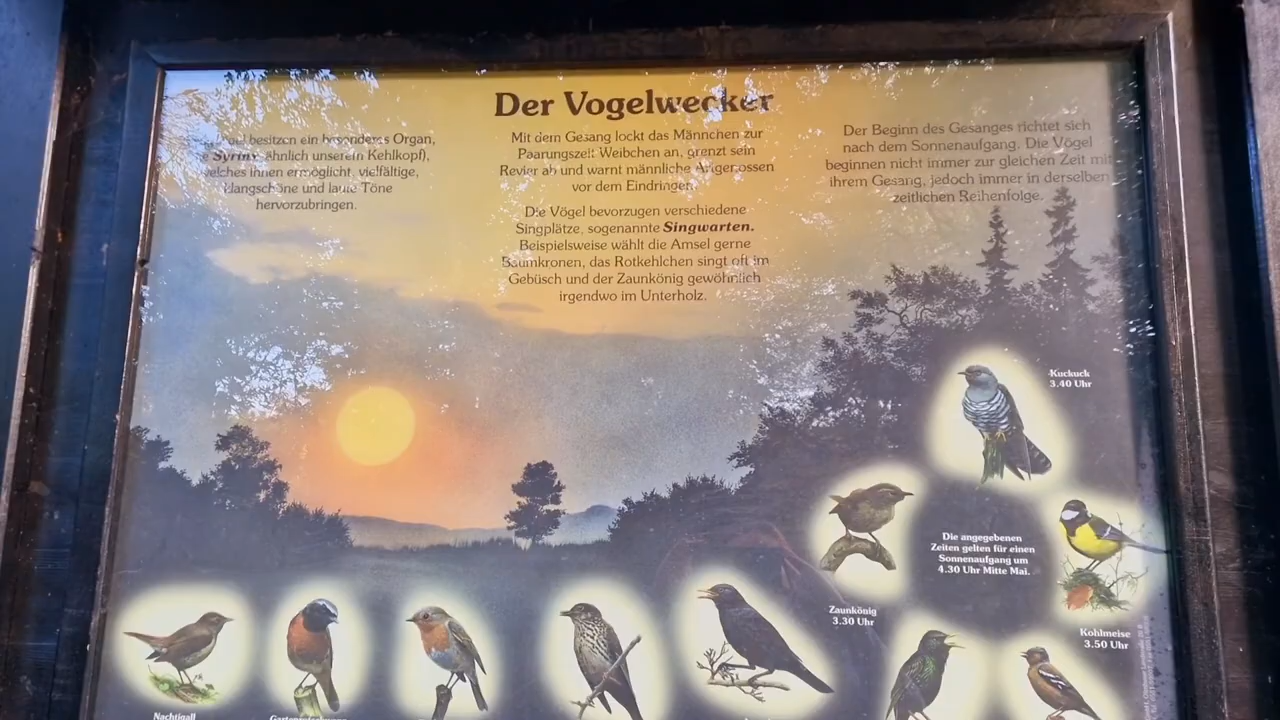 Der Vogelwecker
besitzen ein besonderes Organ,
Syrinx ähnlich unserem Kehlkopf),
welches ihnen ermöglicht, vielfältige,
klangschöne und laute Töne
hervorzubringen.
Mit dem Gesang lockt das Männchen zur
Paarungszeit Weibchen an, grenzt sein
Revier ab und warnt männliche Artgenossen
vor dem Eindringen.
Die Vögel bevorzugen verschiedene
Singplätze, sogenannte Singwarten.
Beispielsweise wählt die Amsel gerne
Baumkronen, das Rotkehlchen singt oft im
Gebüsch und der Zaunkönig gewöhnlich
irgendwo im Unterholz.
Der Beginn des Gesanges richtet sich
nach dem Sonnenaufgang. Die Vögel
beginnen nicht immer zur gleichen Zeit mit
ihrem Gesang, jedoch immer in derselben
zeitlichen Reihenfolge.
Kuckuck
3.40 Uhr
Die angegebenen
Zeiten gelten für einen
Sonnenaufgang um
4.30 Uhr Mitte Mai.
Zaunkönig
3.30 Uhr
Kohlmeise
3.50 Uhr
Nachtigall